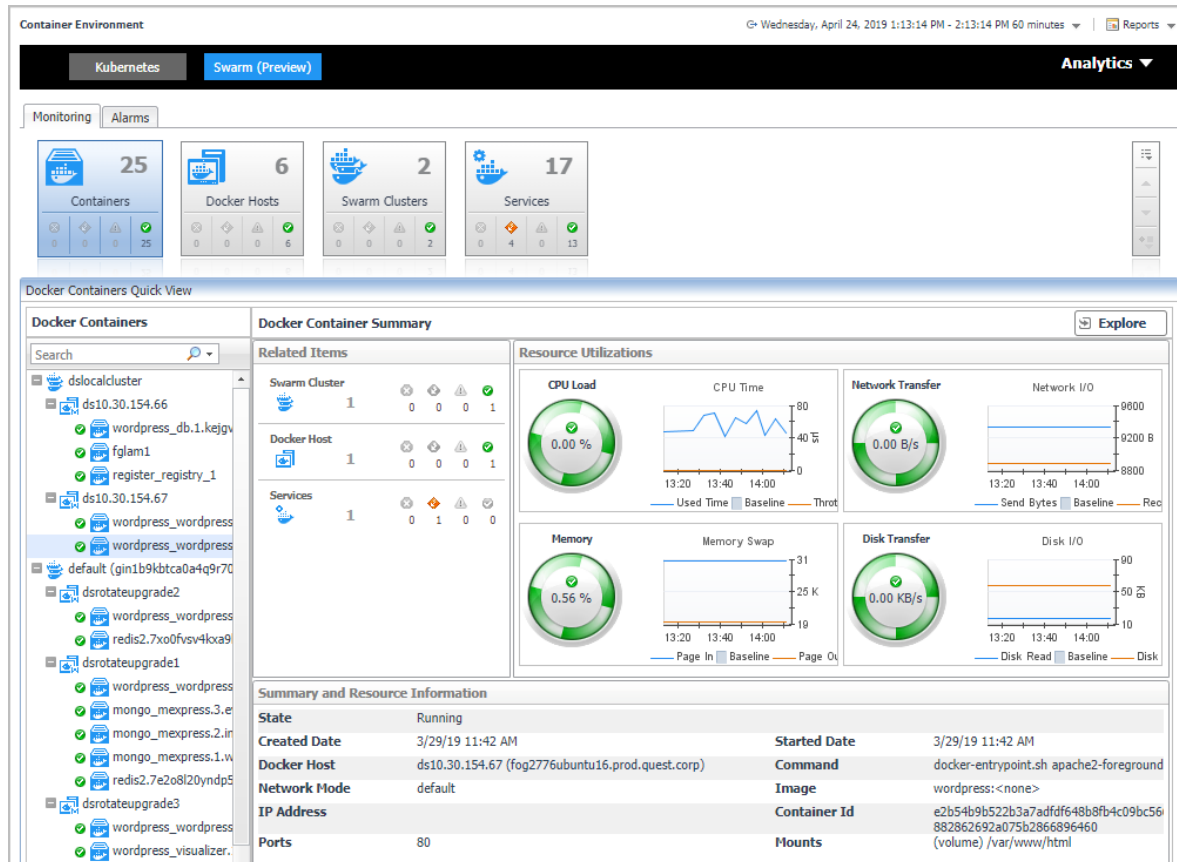 Container Environment
Wednesday, April 24, 2019 1:13:14 PM - 2:13:14 PM 60 minutes
Reports
Kubernetes
Swarm (Preview)
Analytics
Monitoring
Alarms
25
Containers
0 0 0 25
6
Docker Hosts
0 0 0 6
2
Swarm Clusters
0 0 0 2
17
Services
0 4 0 13
Docker Containers Quick View
Docker Containers
Search
dslocalcluster
ds10.30.154.66
wordpress_db.1.kejgv
fglam1
register_registry_1
ds10.30.154.67
wordpress_wordpress
wordpress_wordpress
default (gin1b9kbtca0a4q9r70
dsrotateupgrade2
wordpress_wordpress
redis2.7xo0fvsv4kxa9
dsrotateupgrade1
wordpress_wordpress
mongo_mexpress.3.e
mongo_mexpress.2.in
mongo_mexpress.1.w
redis2.7e2o8l20yndp5
dsrotateupgrade3
wordpress_wordpress
wordpress_visualizer.
Docker Container Summary
Explore
Related Items
Swarm Cluster
1
0 0 0 1
Docker Host
1
0 0 0 1
Services
1
0 1 0 0
Resource Utilizations
CPU Load
0.00 %
CPU Time
80
40 µs
0
13:20 13:40 14:00
Used Time Baseline Throt
Network Transfer
0.00 B/s
Network I/O
9600
9200 B
8800
13:20 13:40 14:00
Send Bytes Baseline Rec
Memory
0.56 %
Memory Swap
31
25 K
19
13:20 13:40 14:00
Page In Baseline Page Ou
Disk Transfer
0.00 KB/s
Disk I/O
90
50 KB
10
13:20 13:40 14:00
Disk Read Baseline Disk
Summary and Resource Information
State Running
Created Date 3/29/19 11:42 AM Started Date 3/29/19 11:42 AM
Docker Host ds10.30.154.67 (fog2776ubuntu16.prod.quest.corp) Command docker-entrypoint.sh apache2-foreground
Network Mode default Image wordpress:<none>
IP Address Container Id e2b54b9b522b3a7adfdf648b8fb4c09bc56
882862692a075b2866896460
Ports 80 Mounts (volume) /var/www/html